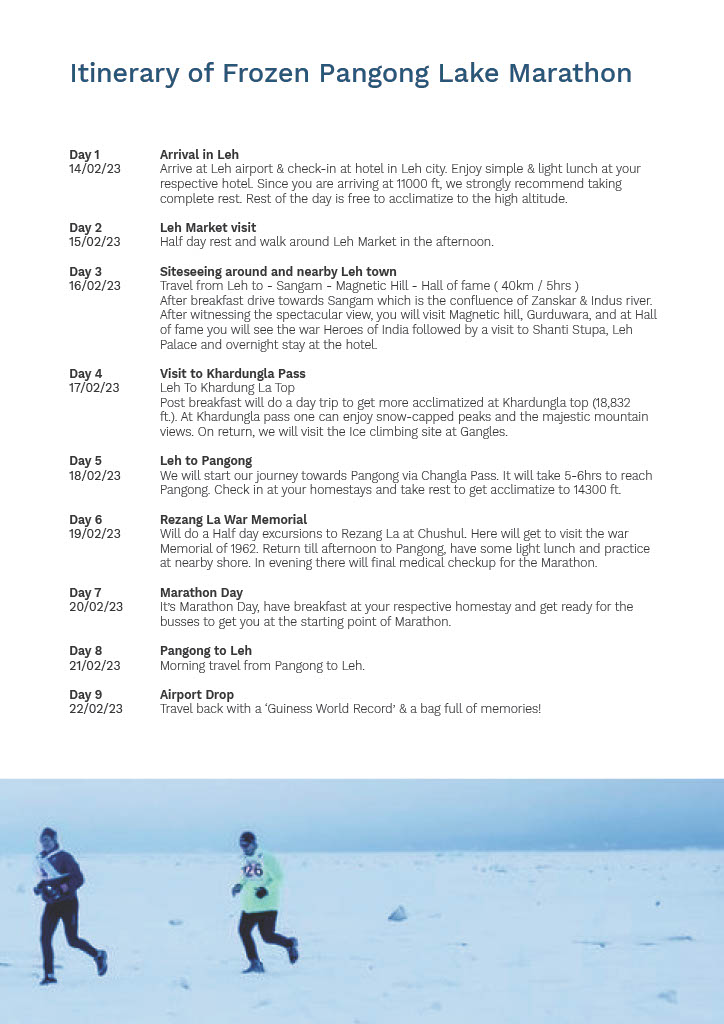 Itinerary of Frozen Pangong Lake Marathon
Day 1 Arrival in Leh
14/02/23 Arrive at Leh airport & check-in at hotel in Leh city. Enjoy simple & light lunch at your
respective hotel. Since you are arriving at 11000 ft, we strongly recommend taking
complete rest. Rest of the day is free to acclimatize to the high altitude.
Day 2 Leh Market visit
15/02/23 Half day rest and walk around Leh Market in the afternoon.
Day 3 Siteseeing around and nearby Leh town
16/02/23 Travel from Leh to - Sangam - Magnetic Hill - Hall of fame ( 40km / 5hrs )
After breakfast drive towards Sangam which is the confluence of Zanskar & Indus river.
After witnessing the spectacular view, you will visit Magnetic hill, Gurduwara, and at Hall
of fame you will see the war Heroes of India followed by a visit to Shanti Stupa, Leh
Palace and overnight stay at the hotel.
Day 4 Visit to Khardungla Pass
17/02/23 Leh To Khardung La Top
Post breakfast will do a day trip to get more acclimatized at Khardungla top (18,832
ft.). At Khardungla pass one can enjoy snow-capped peaks and the majestic mountain
views. On return, we will visit the Ice climbing site at Gangles.
Day 5 Leh to Pangong
18/02/23 We will start our journey towards Pangong via Changla Pass. It will take 5-6hrs to reach
Pangong. Check in at your homestays and take rest to get acclimatize to 14300 ft.
Day 6 Rezang La War Memorial
19/02/23 Will do a Half day excursions to Rezang La at Chushul. Here will get to visit the war
Memorial of 1962. Return till afternoon to Pangong, have some light lunch and practice
at nearby shore. In evening there will final medical checkup for the Marathon.
Day 7 Marathon Day
20/02/23 It's Marathon Day, have breakfast at your respective homestay and get ready for the
busses to get you at the starting point of Marathon.
Day 8 Pangong to Leh
21/02/23 Morning travel from Pangong to Leh.
Day 9 Airport Drop
22/02/23 Travel back with a ‘Guiness World Record’ & a bag full of memories!
26